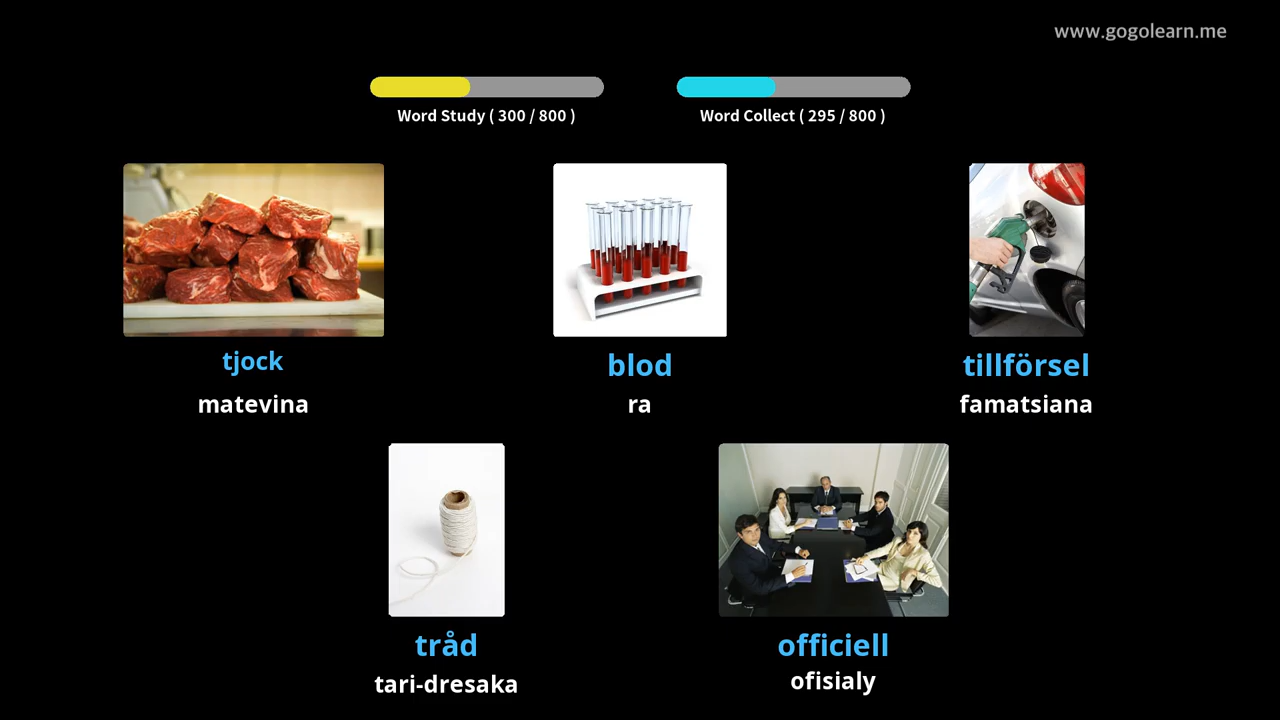 www.gogolearn.me
Word Study ( 300 / 800 )
Word Collect ( 295 / 800 )
tjock
matevina
blod
ra
tillförsel
famatsiana
tråd
tari-dresaka
officiell
ofisialy